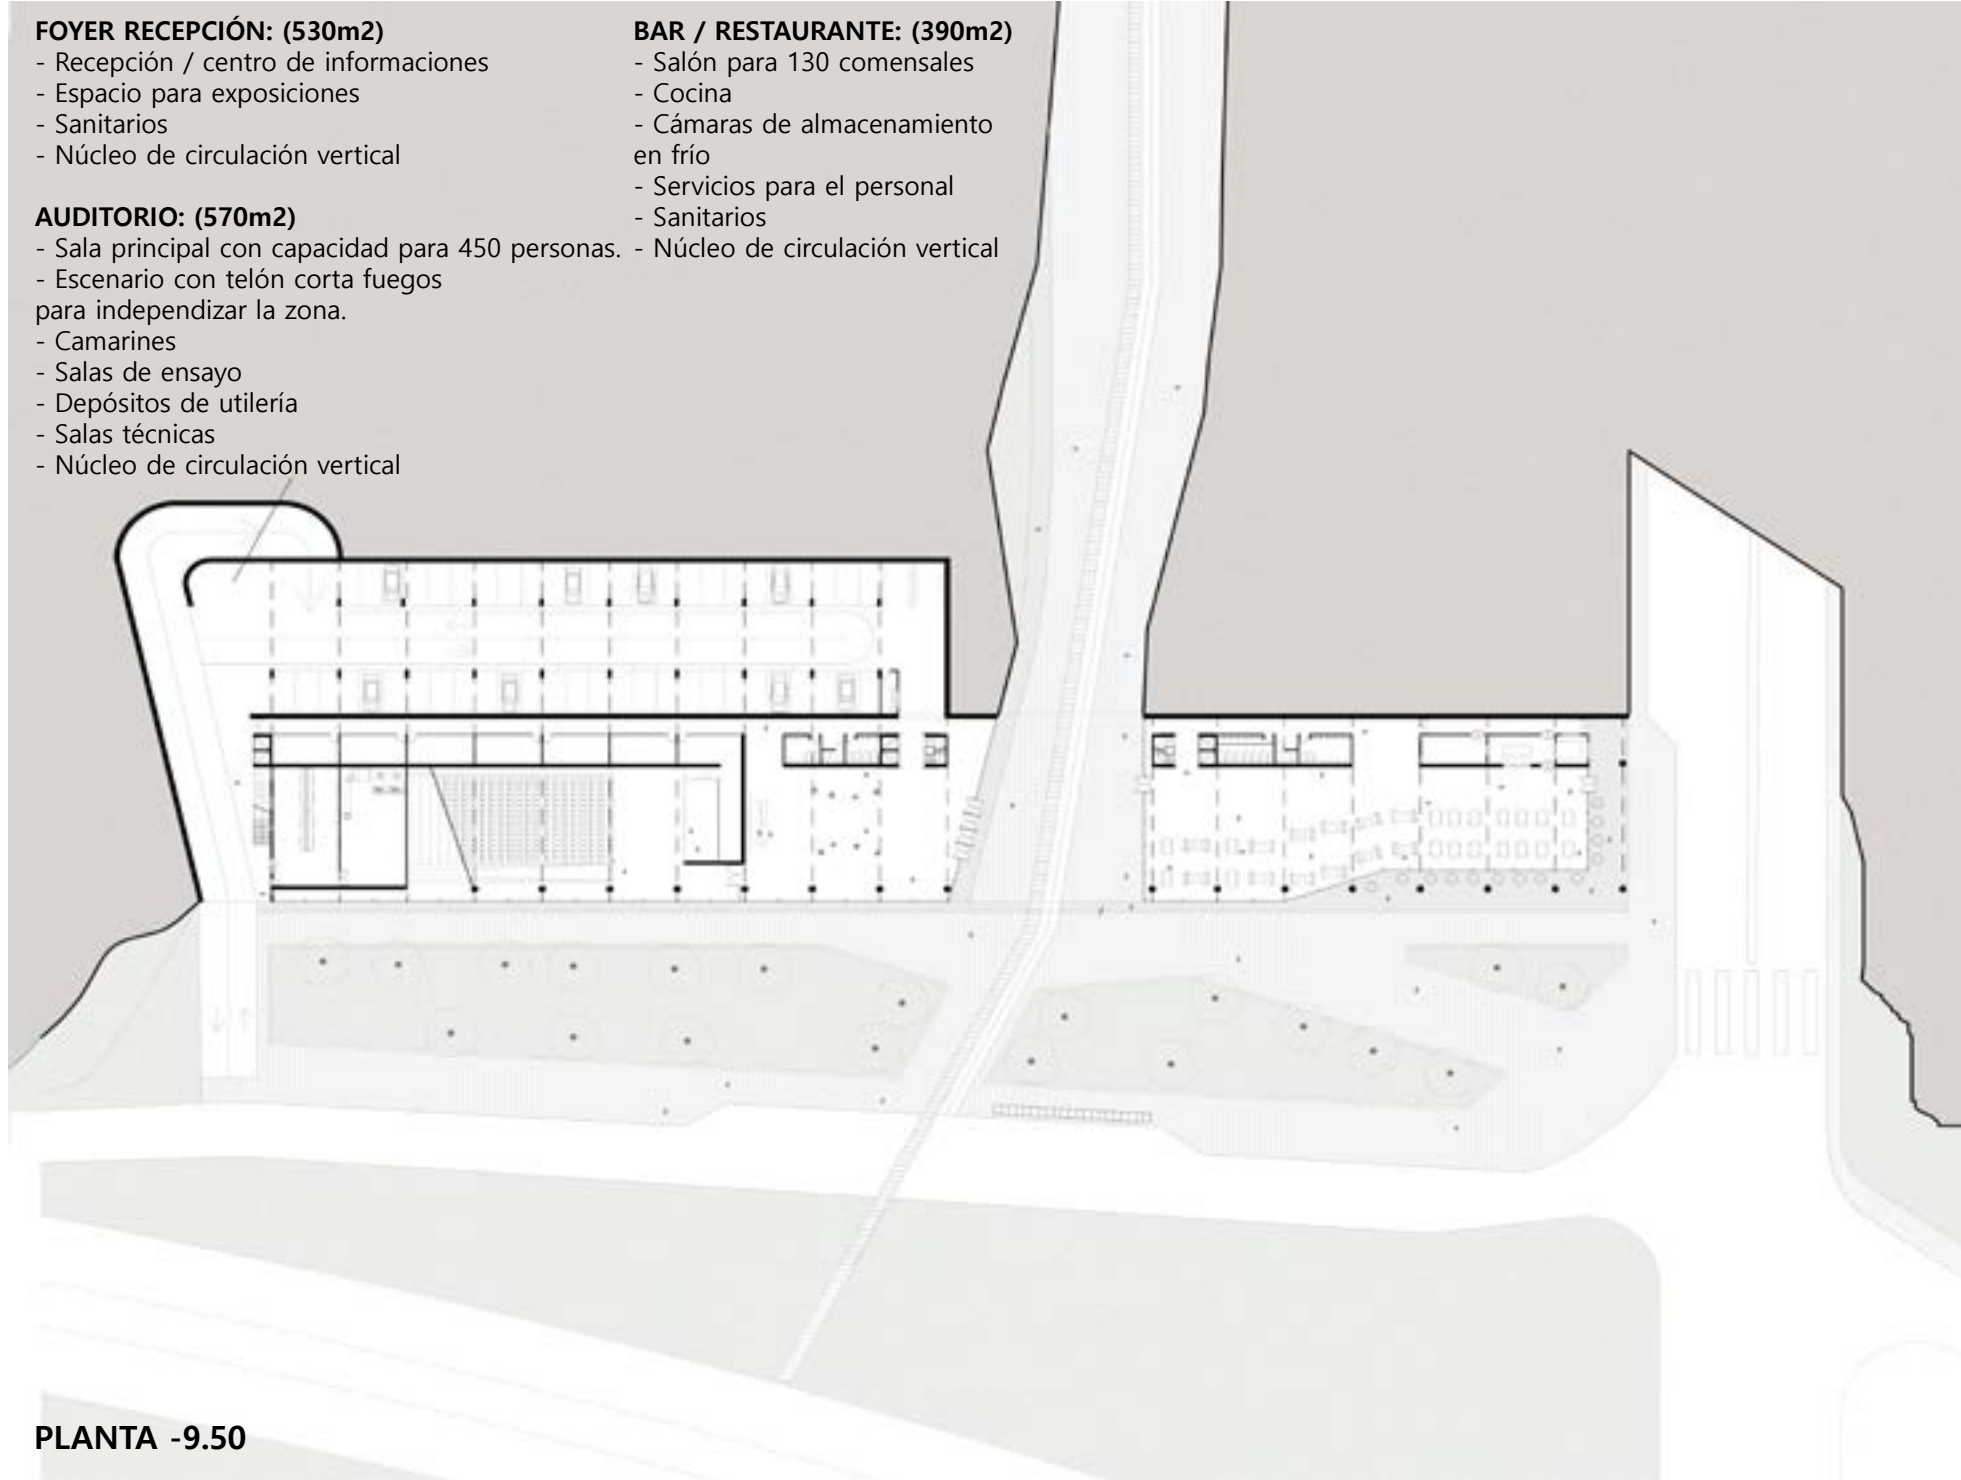 FOYER RECEPCIÓN: (530m2)
- Recepción / centro de informaciones
- Espacio para exposiciones
- Sanitarios
- Núcleo de circulación vertical
AUDITORIO: (570m2)
- Sala principal con capacidad para 450 personas.
- Escenario con telón corta fuegos
para independizar la zona.
- Camarines
- Salas de ensayo
- Depósitos de utilería
- Salas técnicas
- Núcleo de circulación vertical
BAR / RESTAURANTE: (390m2)
- Salón para 130 comensales
- Cocina
- Cámaras de almacenamiento
en frío
- Servicios para el personal
- Sanitarios
- Núcleo de circulación vertical
PLANTA -9.50